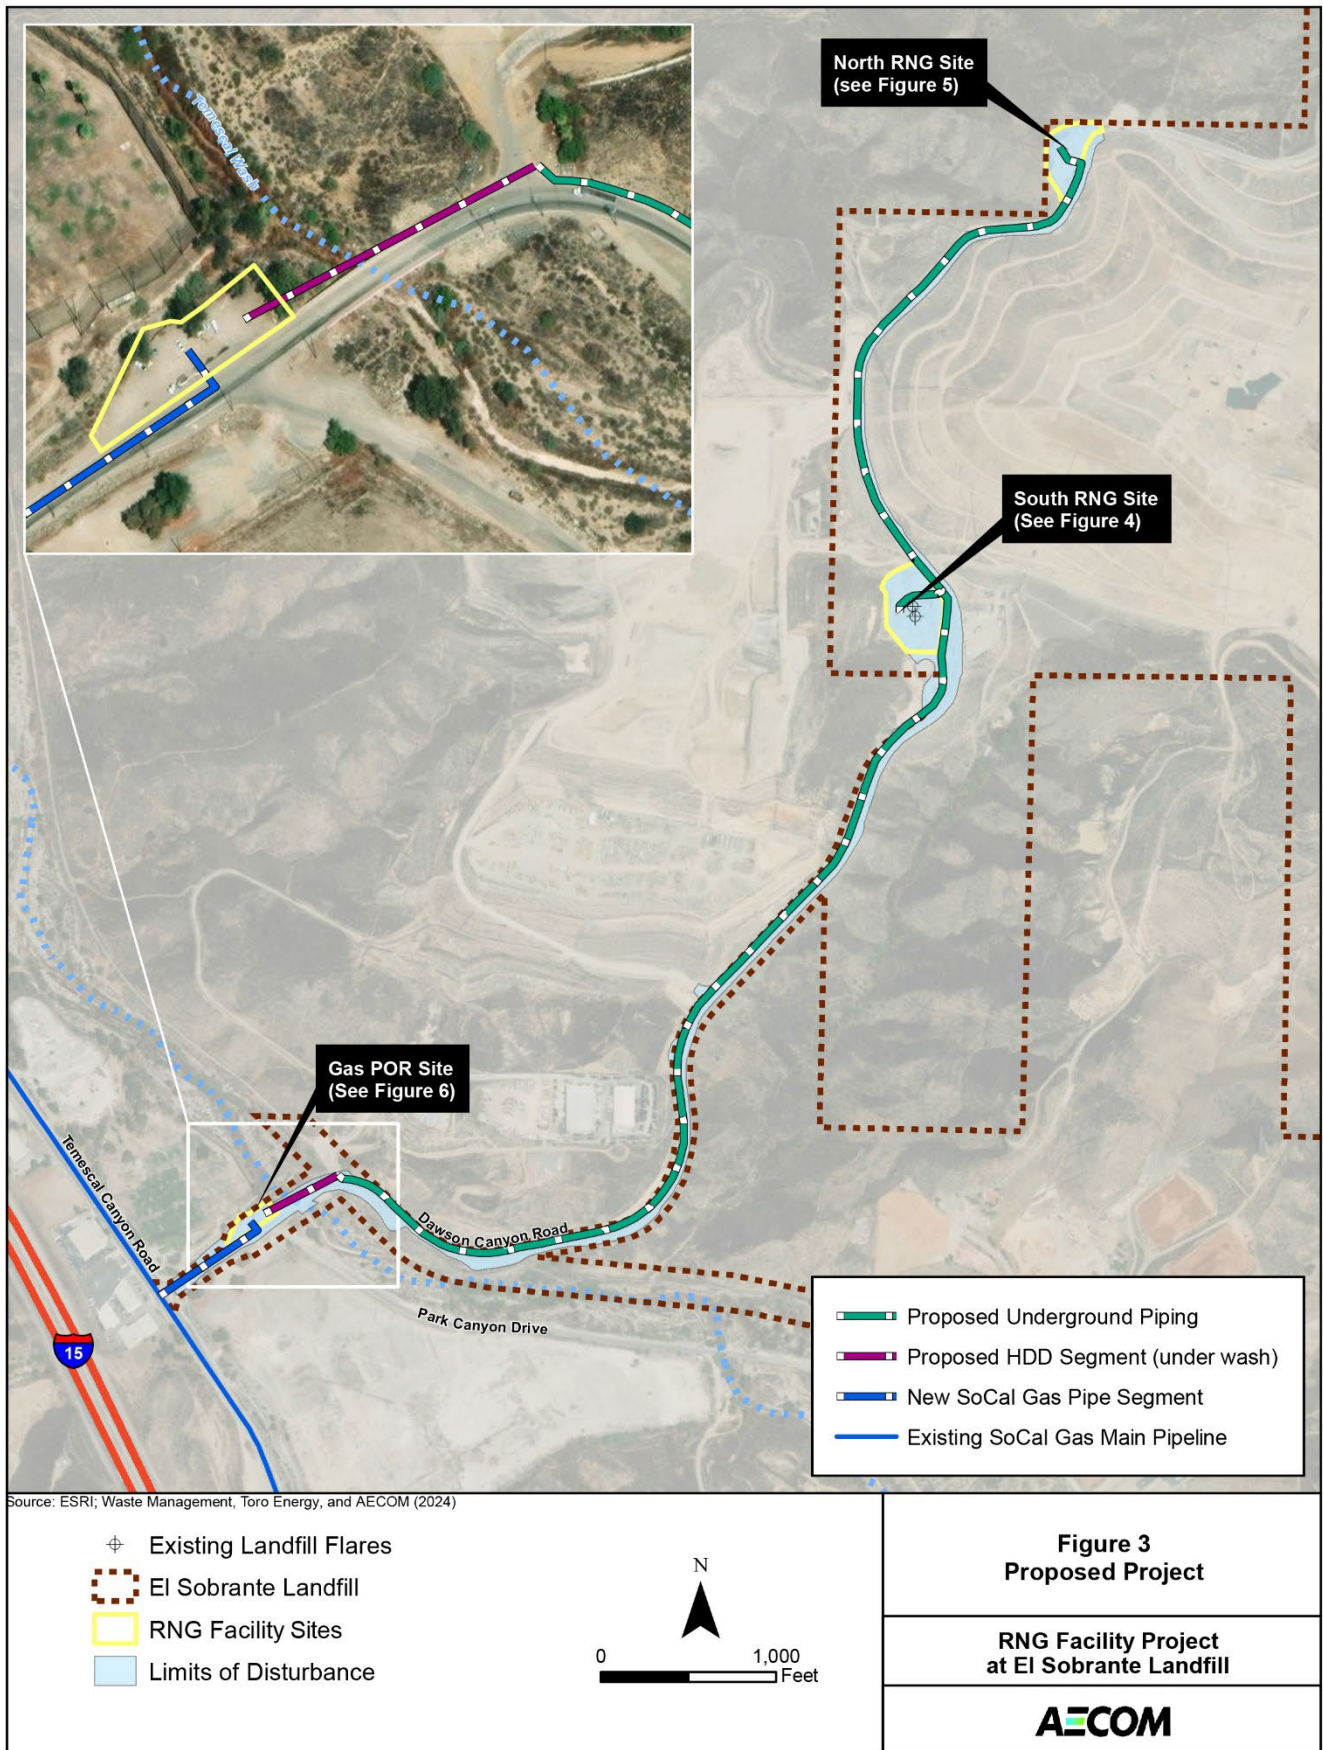 Temescal Wash
North RNG Site
(see Figure 5)
South RNG Site
(See Figure 4)
Gas POR Site
(See Figure 6)
Temescal Canyon Road
Dawson Canyon Road
Park Canyon Drive
15
Proposed Underground Piping
Proposed HDD Segment (under wash)
New SoCal Gas Pipe Segment
Existing SoCal Gas Main Pipeline
Source: ESRI; Waste Management, Toro Energy, and AECOM (2024)
Existing Landfill Flares
El Sobrante Landfill
RNG Facility Sites
Limits of Disturbance
N
0 1,000
Feet
Figure 3
Proposed Project
RNG Facility Project
at El Sobrante Landfill
AECOM